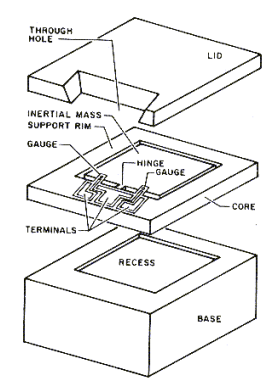 THROUGH
HOLE
LID
INERTIAL MASS
SUPPORT RIM
GAUGE
HINGE
GAUGE
TERMINALS
CORE
RECESS
BASE